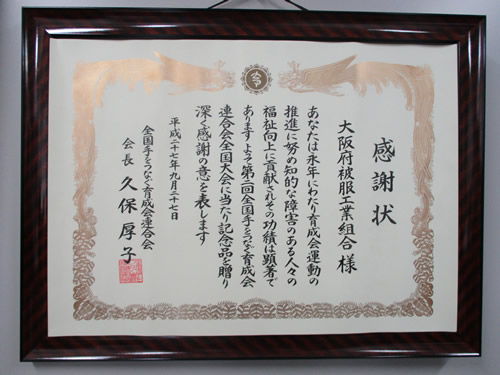 感謝状
大阪府被服工業組合 様
あなたは永年にわたり育成会運動の
推進に努め知的な障害のある人々の
福祉向上に貢献されその功績は顕著で
あります よって第二回全国手をつなぐ育成会
連合会全国大会に当たり記念品を贈り
深く感謝の意を表します
平成二十七年九月二十七日
全国手をつなぐ育成会連合会
会長 久保厚子